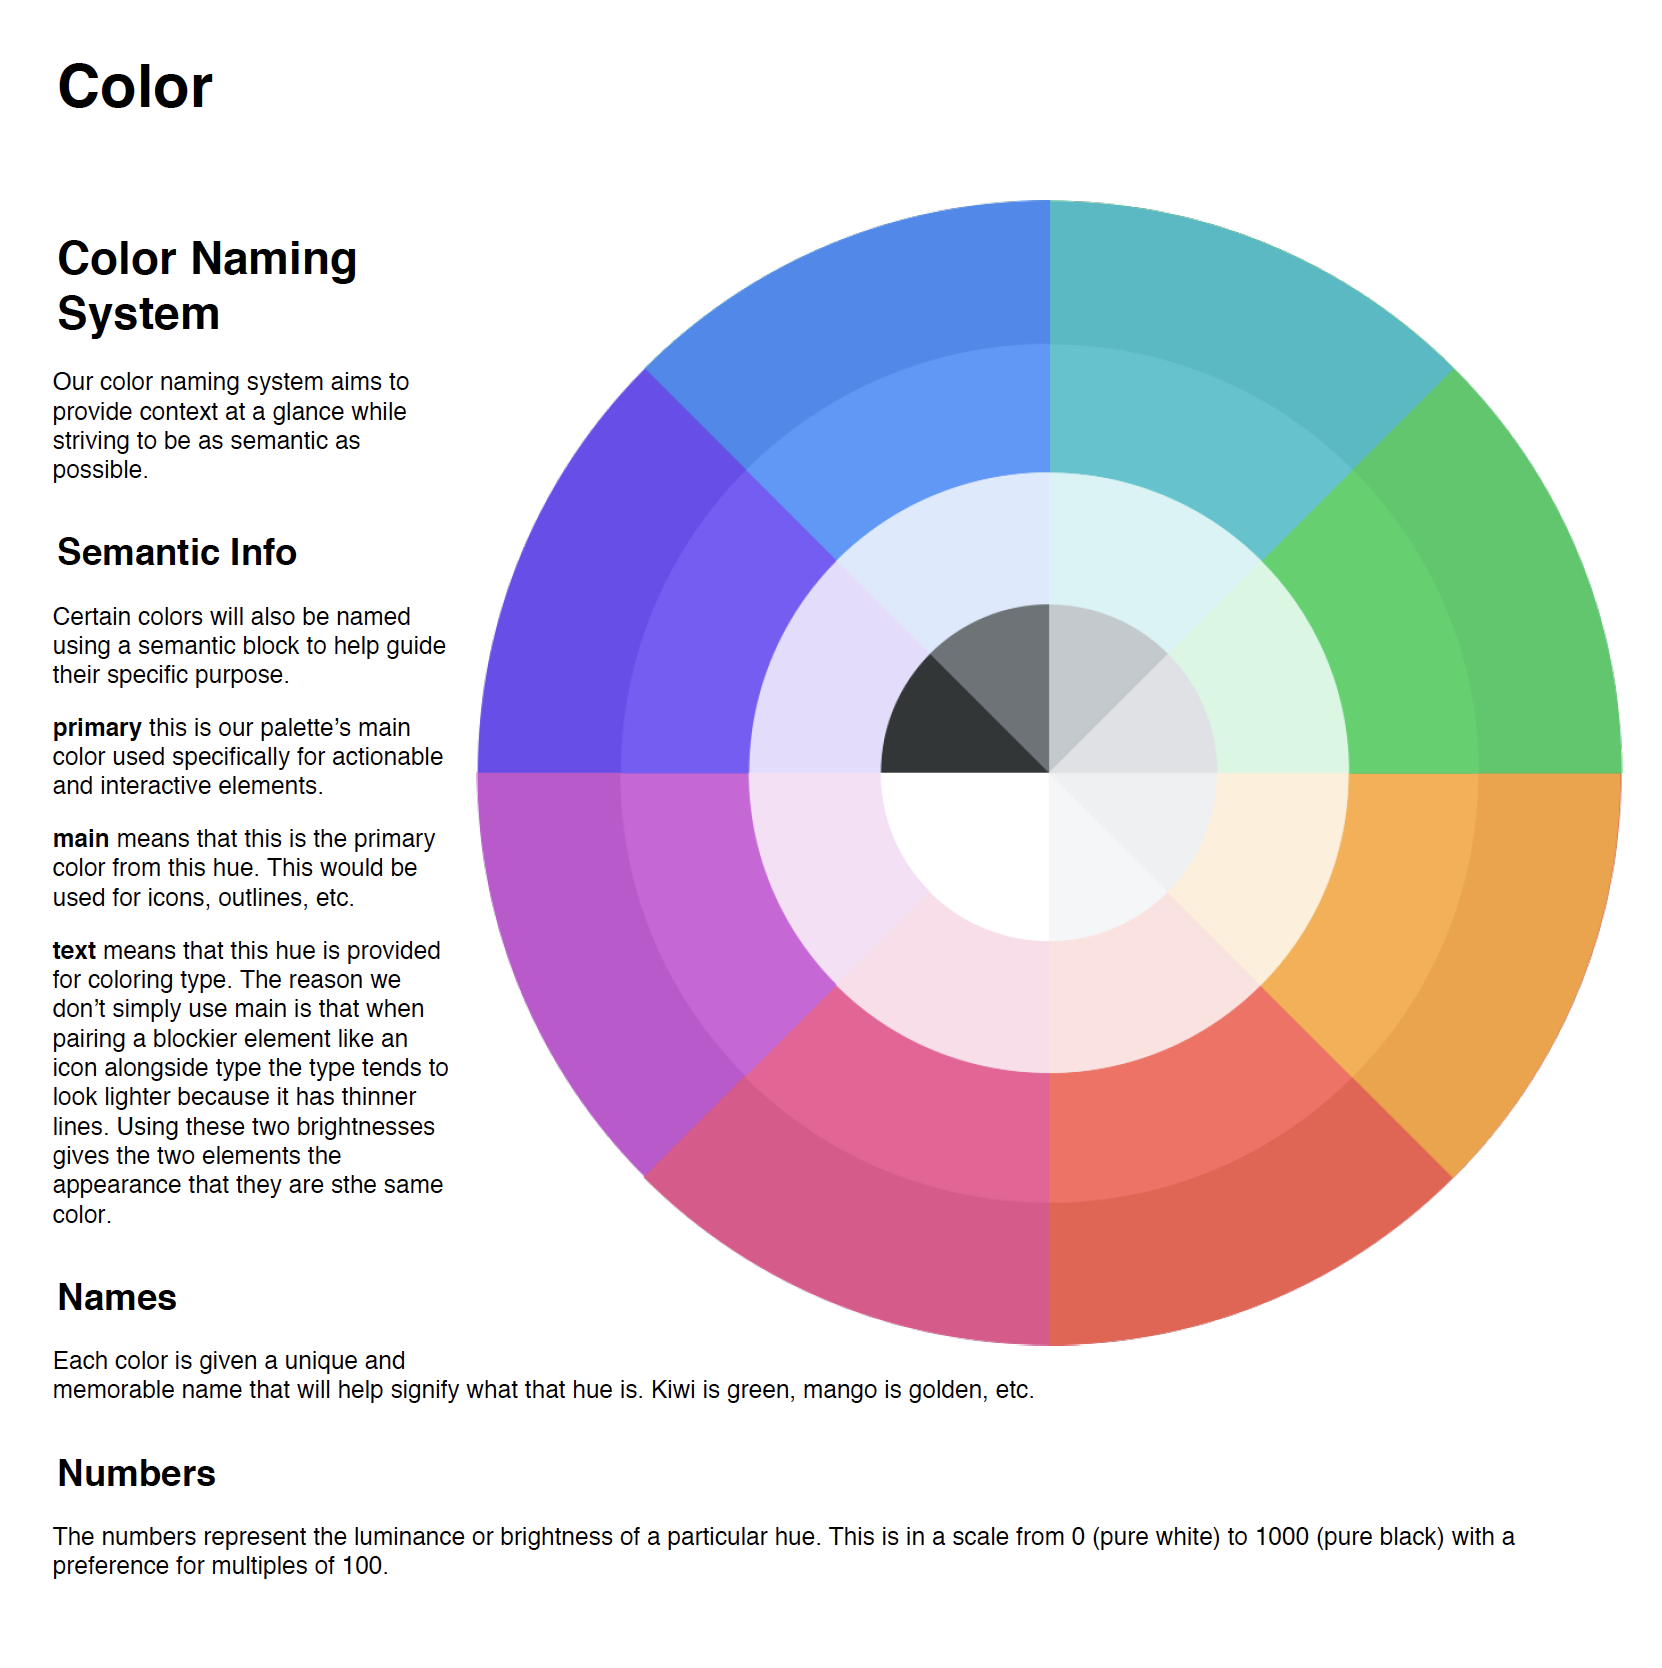 Color
Color Naming
System
Our color naming system aims to
provide context at a glance while
striving to be as semantic as
possible.
Semantic Info
Certain colors will also be named
using a semantic block to help guide
their specific purpose.
primary this is our palette’s main
color used specifically for actionable
and interactive elements.
main means that this is the primary
color from this hue. This would be
used for icons, outlines, etc.
text means that this hue is provided
for coloring type. The reason we
don’t simply use main is that when
pairing a blockier element like an
icon alongside type the type tends to
look lighter because it has thinner
lines. Using these two brightnesses
gives the two elements the
appearance that they are sthe same
color.
Names
Each color is given a unique and
memorable name that will help signify what that hue is. Kiwi is green, mango is golden, etc.
Numbers
The numbers represent the luminance or brightness of a particular hue. This is in a scale from 0 (pure white) to 1000 (pure black) with a
preference for multiples of 100.